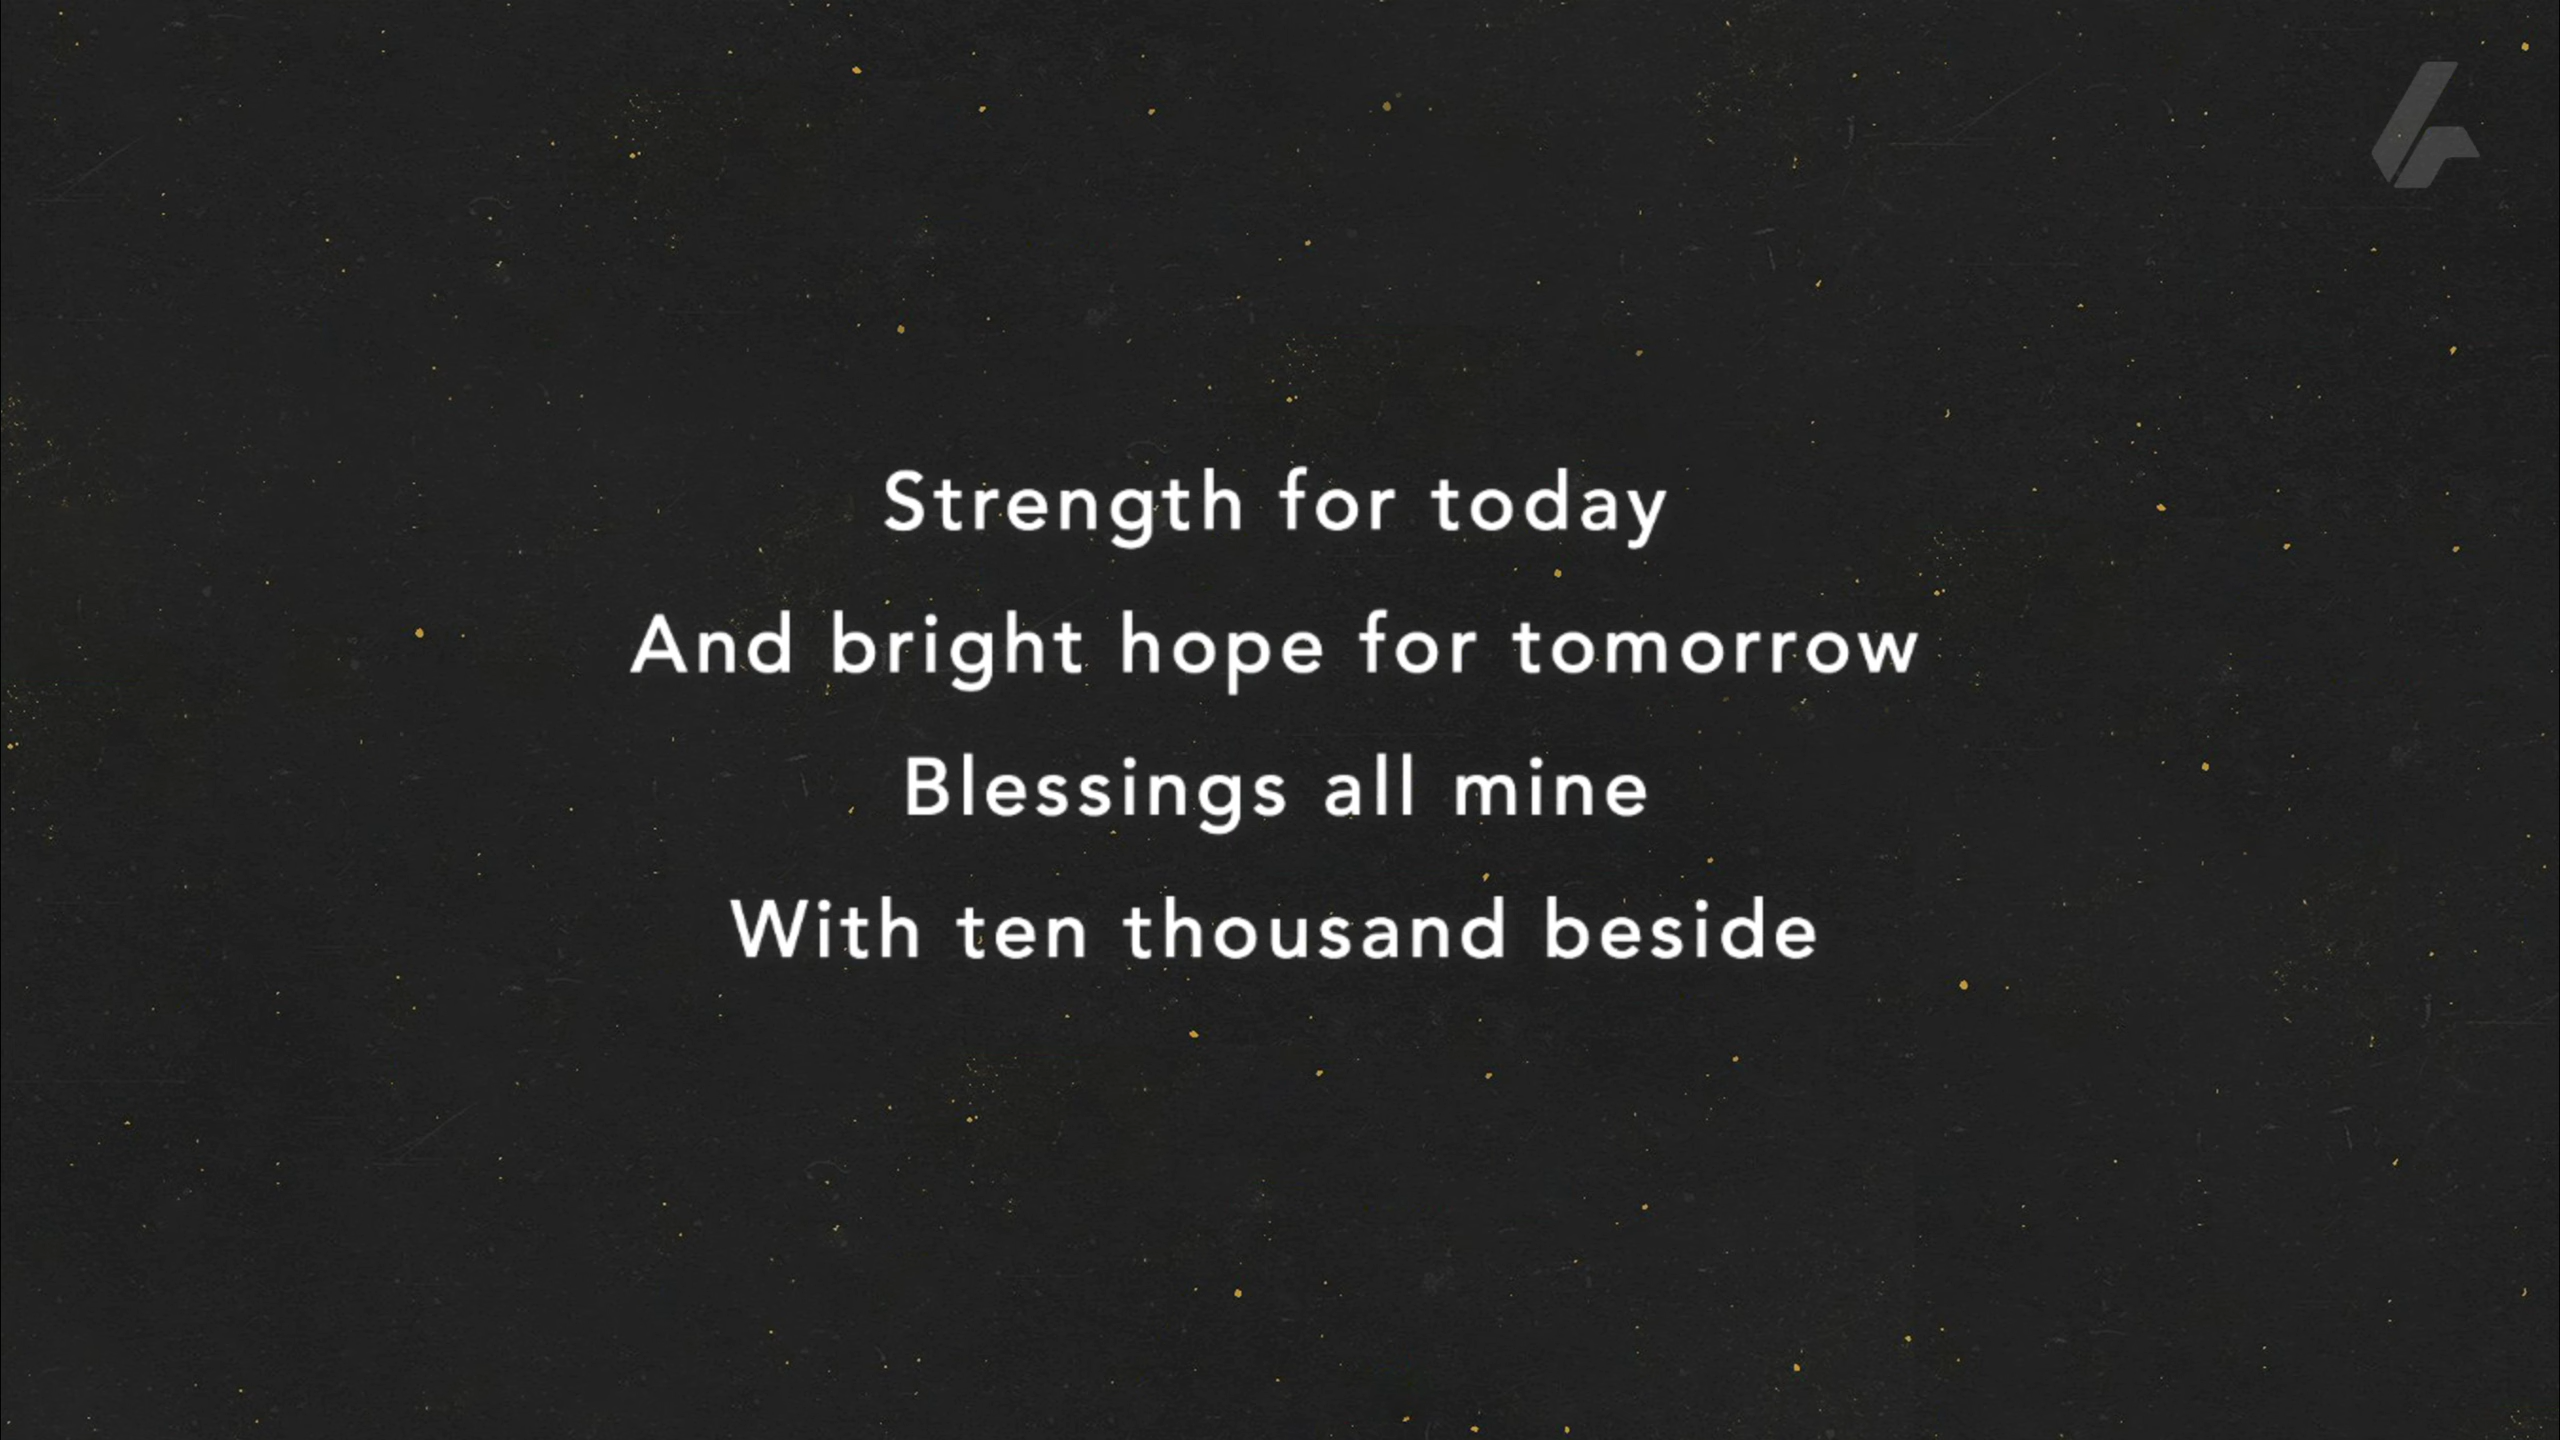 Strength for today
And bright hope for tomorrow
Blessings all mine
With ten thousand beside